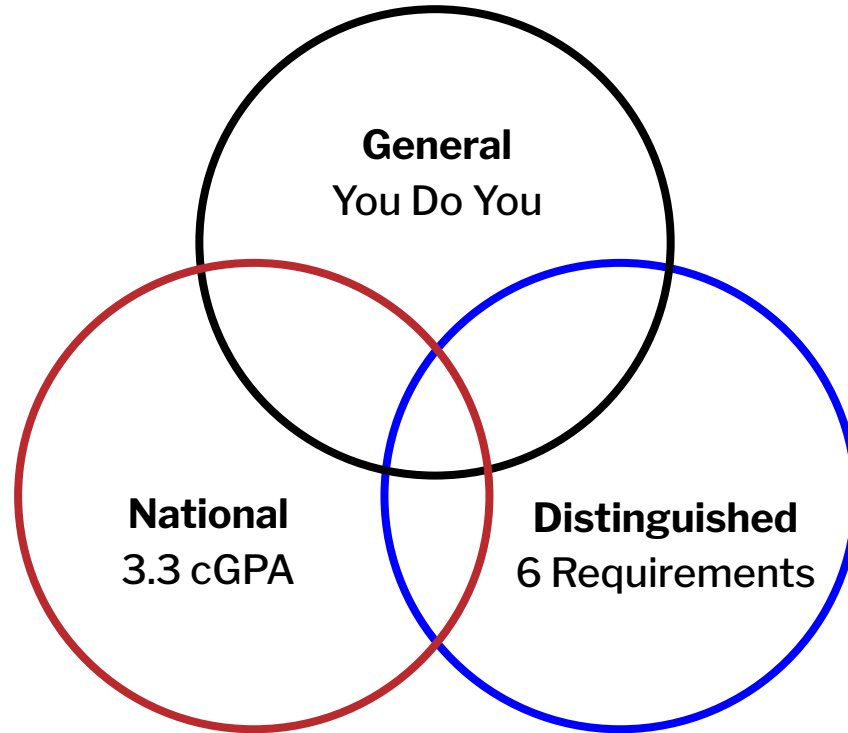 General
You Do You
National
3.3 cGPA
Distinguished
6 Requirements